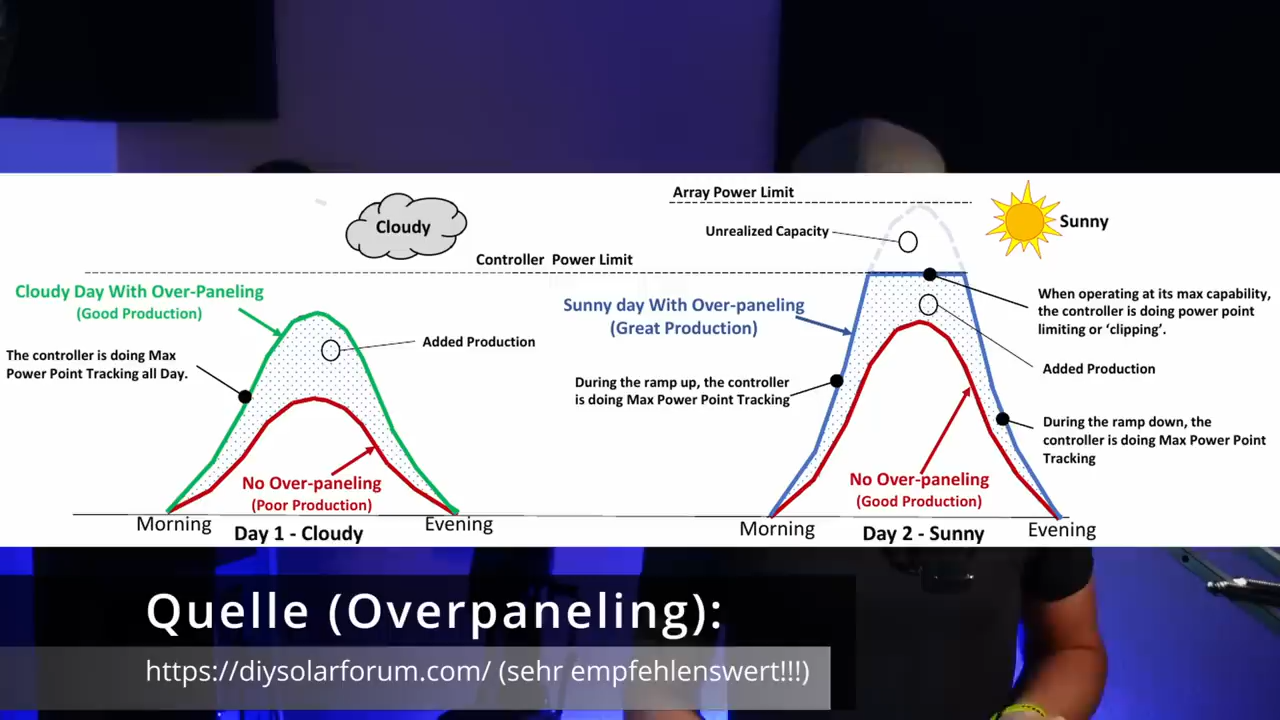 Array Power Limit
Cloudy
Unrealized Capacity
Sunny
Controller Power Limit
Cloudy Day With Over-Paneling
(Good Production)
Sunny day With Over-paneling
(Great Production)
When operating at its max capability,
the controller is doing power point
limiting or ‘clipping’.
The controller is doing Max
Power Point Tracking all Day.
Added Production
Added Production
During the ramp up, the controller
is doing Max Power Point Tracking
During the ramp down, the
controller is doing Max Power Point
Tracking
No Over-paneling
(Poor Production)
No Over-paneling
(Good Production)
Morning
Evening
Day 1 - Cloudy
Morning
Evening
Day 2 - Sunny
Quelle (Overpaneling):
https://diysolarforum.com/ (sehr empfehlenswert!!!)